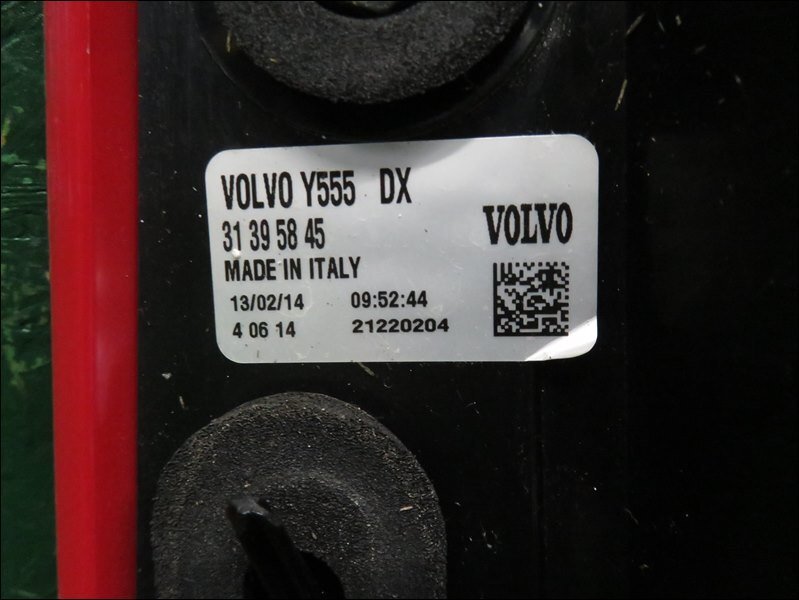 VOLVO Y555 DX
31 39 58 45
VOLVO
MADE IN ITALY
13/02/14 09:52:44
4 06 14 21220204